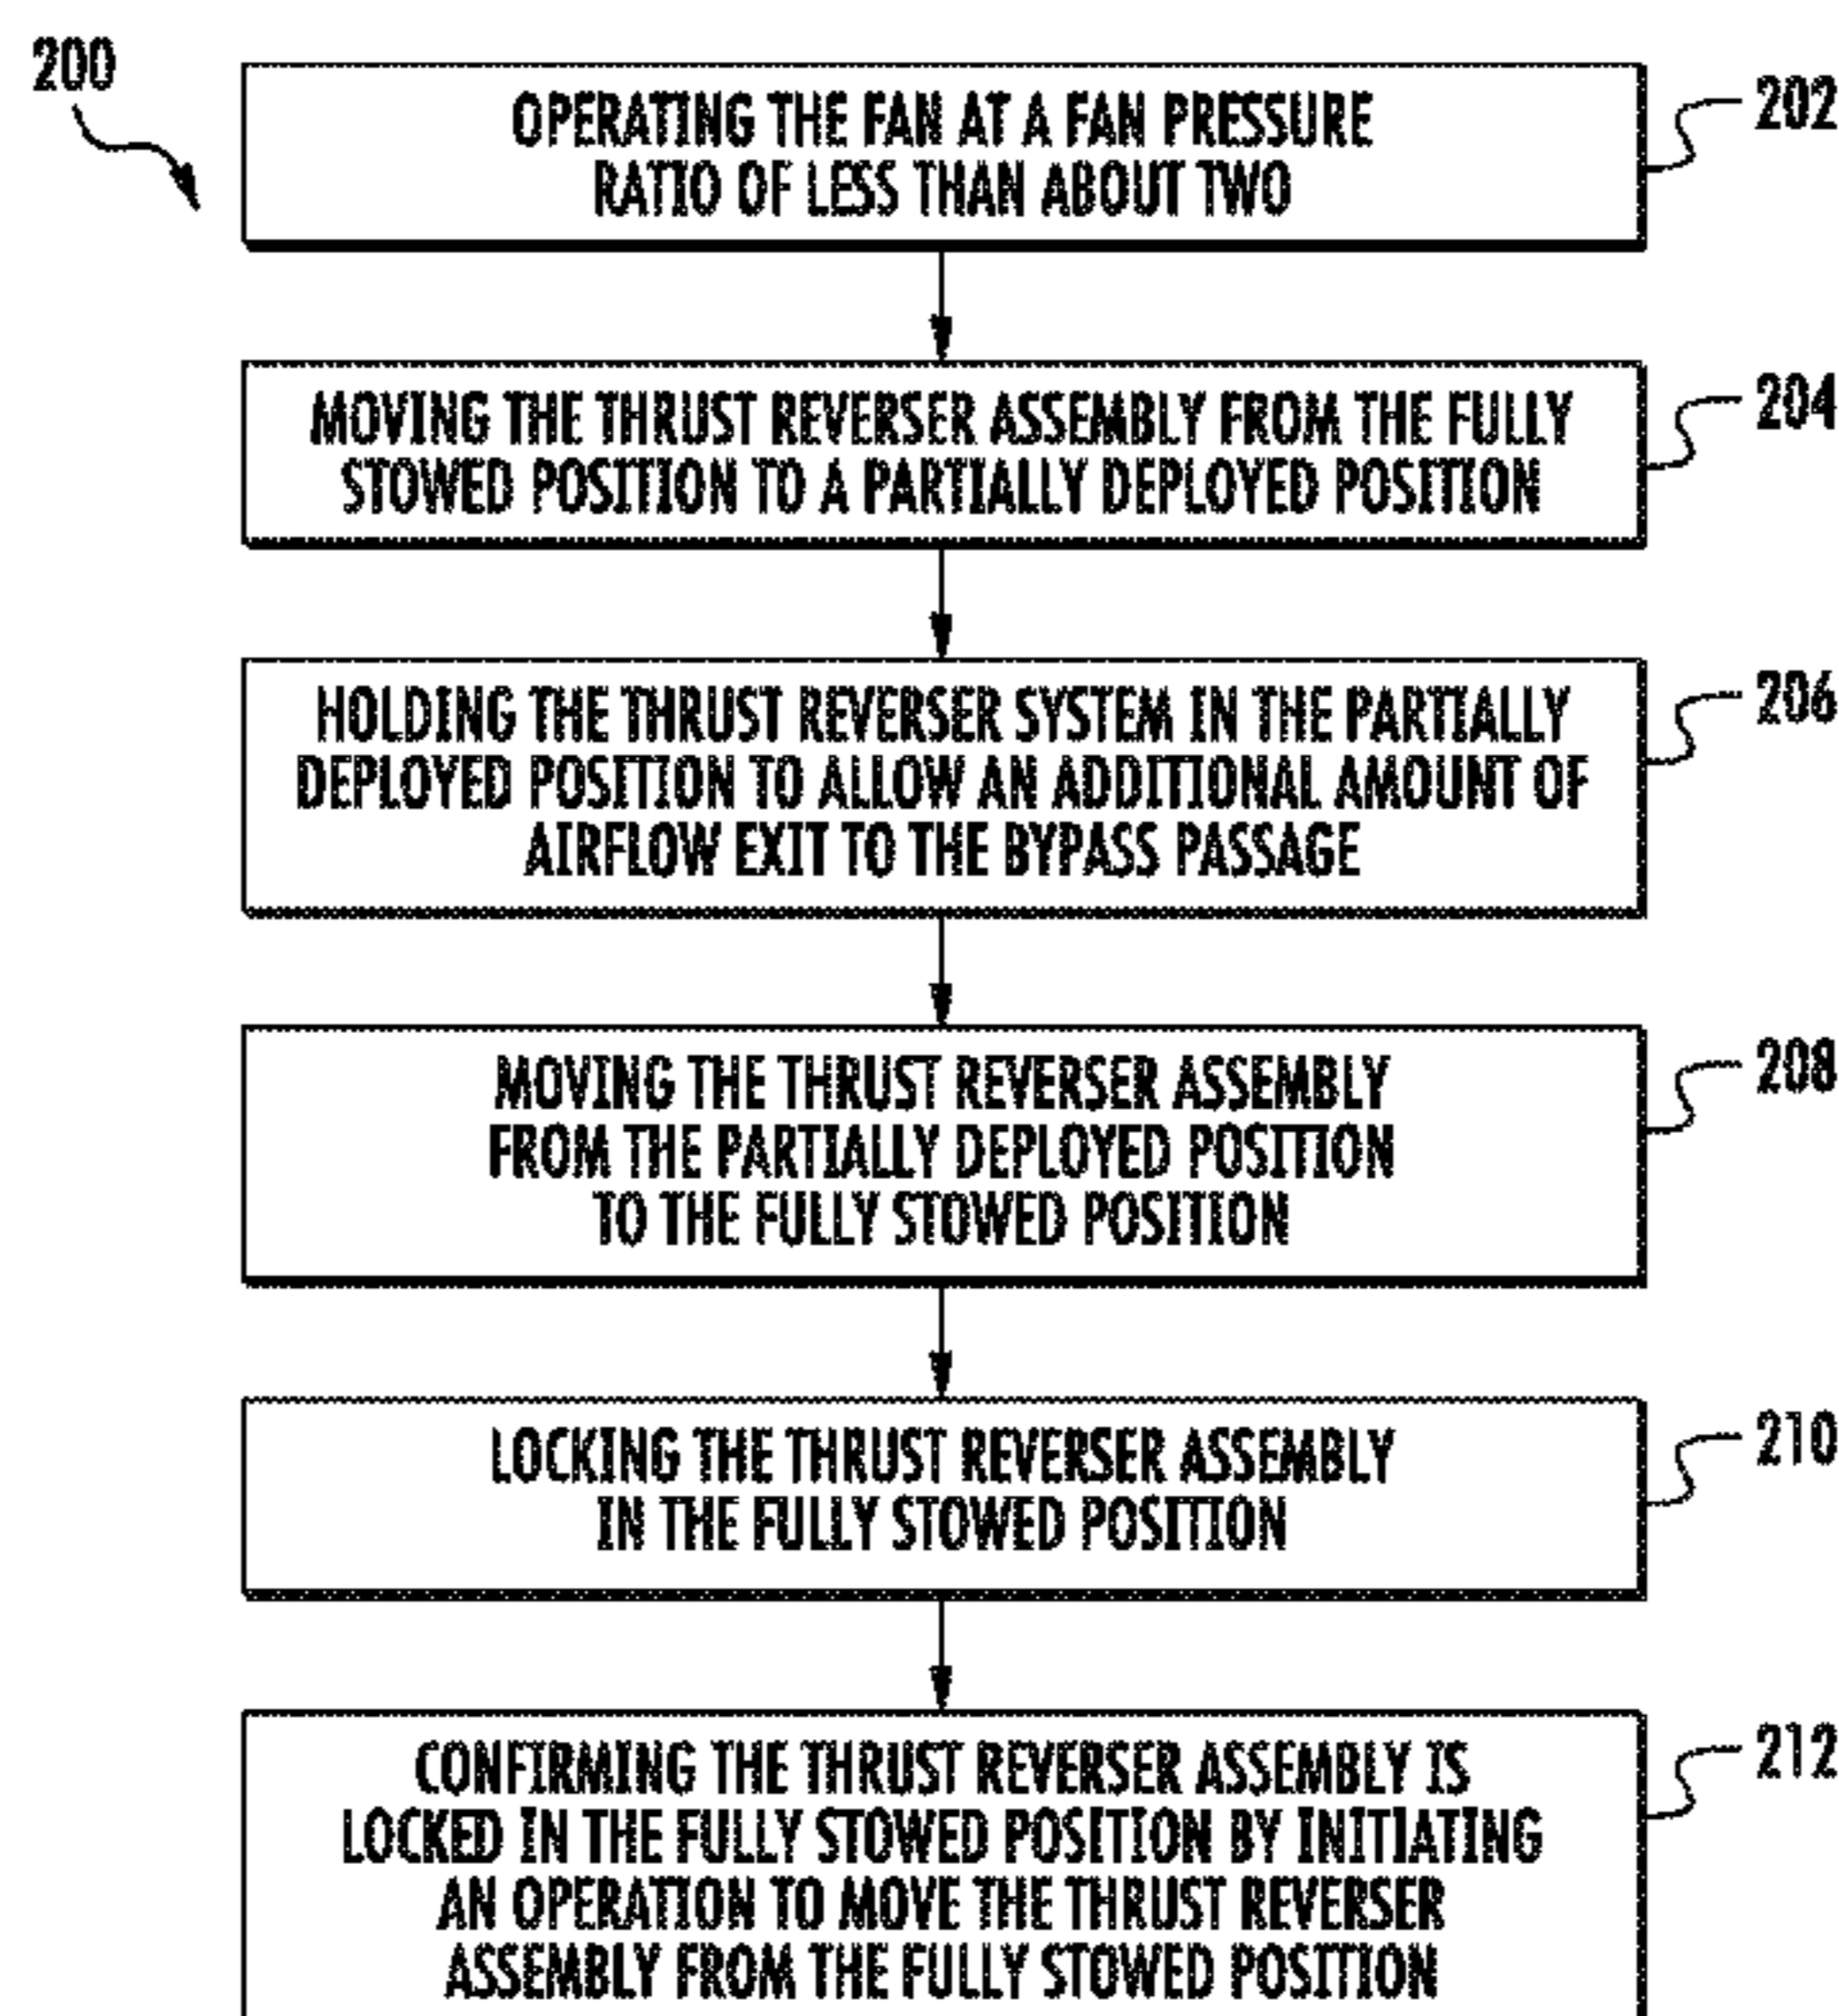 200
OPERATING THE FAN AT A FAN PRESSURE
RATIO OF LESS THAN ABOUT TWO
202
MOVING THE THRUST REVERSER ASSEMBLY FROM THE FULLY
STOWED POSITION TO A PARTIALLY DEPLOYED POSITION
204
HOLDING THE THRUST REVERSER SYSTEM IN THE PARTIALLY
DEPLOYED POSITION TO ALLOW AN ADDITIONAL AMOUNT OF
AIRFLOW EXIT TO THE BYPASS PASSAGE
206
MOVING THE THRUST REVERSER ASSEMBLY
FROM THE PARTIALLY DEPLOYED POSITION
TO THE FULLY STOWED POSITION
208
LOCKING THE THRUST REVERSER ASSEMBLY
IN THE FULLY STOWED POSITION
210
CONFIRMING THE THRUST REVERSER ASSEMBLY IS
LOCKED IN THE FULLY STOWED POSITION BY INITIATING
AN OPERATION TO MOVE THE THRUST REVERSER
ASSEMBLY FROM THE FULLY STOWED POSITION
212